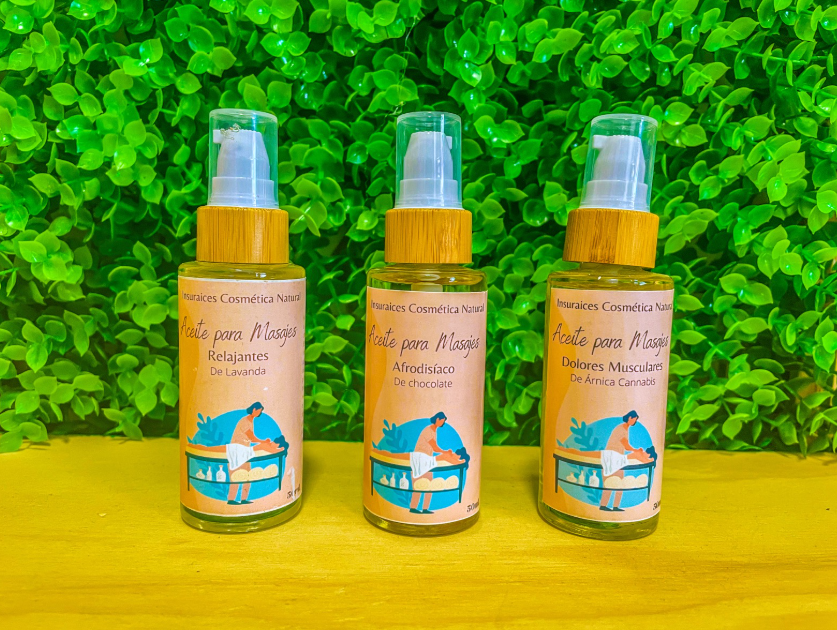 Insuraices Cosmética Natural
Aceite para Masajes
Relajantes
De Lavanda
Insuraices Cosmética Natural
Aceite para Masajes
Afrodisíaco
De chocolate
Insuraices Cosmética Natural
Aceite para Masajes
Dolores Musculares
De Árnica Cannabis